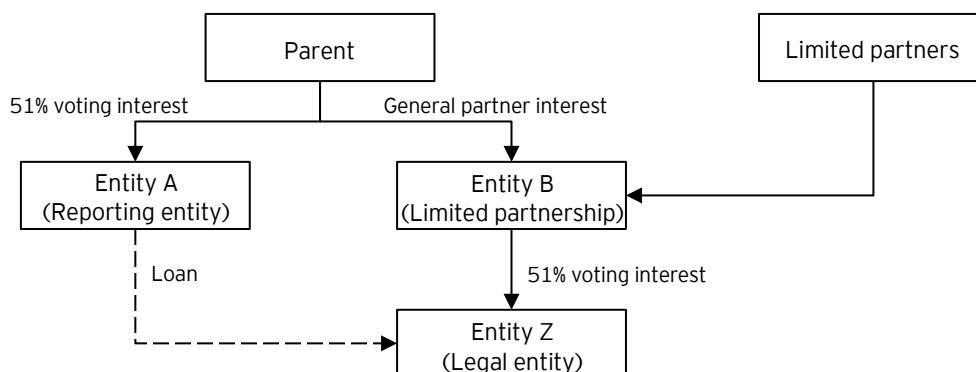 Parent
Limited partners
51% voting interest
General partner interest
Entity A
(Reporting entity)
Entity B
(Limited partnership)
Loan
51% voting interest
Entity Z
(Legal entity)